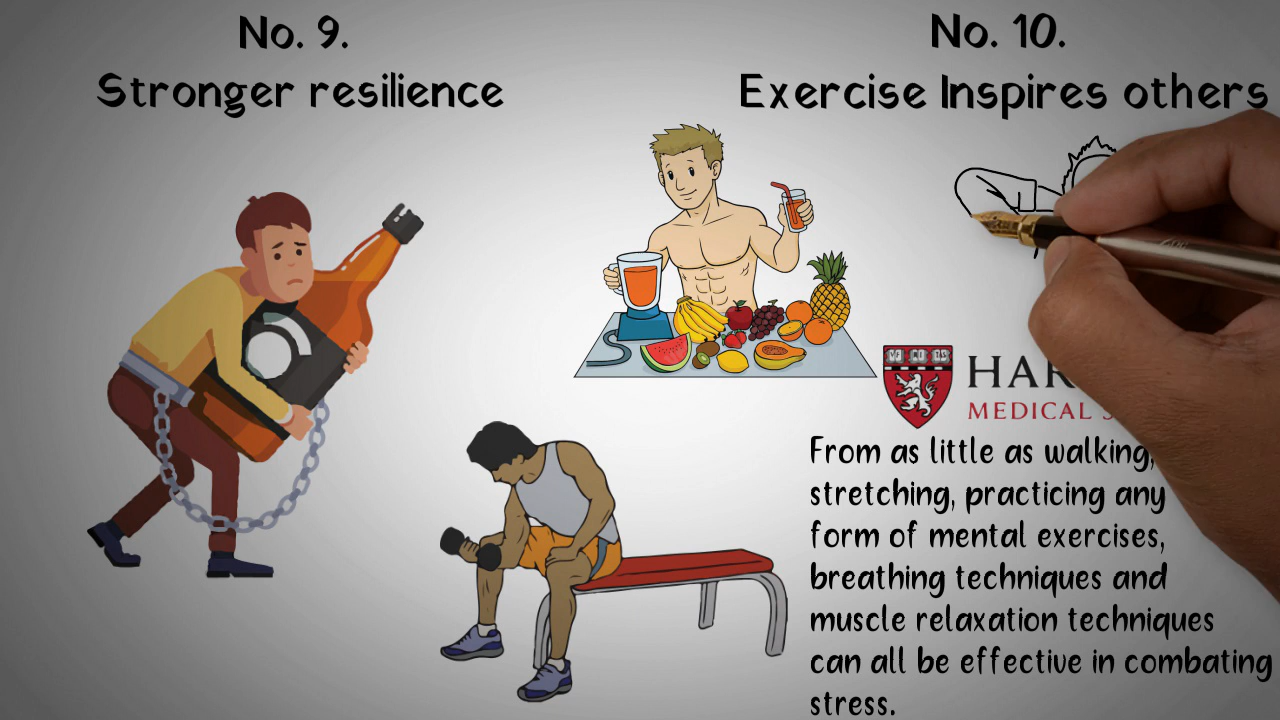 No. 9.
Stronger resilience
No. 10.
Exercise Inspires others
HAR
MEDICAL S
From as little as walking,
stretching, practicing any
form of mental exercises,
breathing techniques and
muscle relaxation techniques
can all be effective in combating
stress.